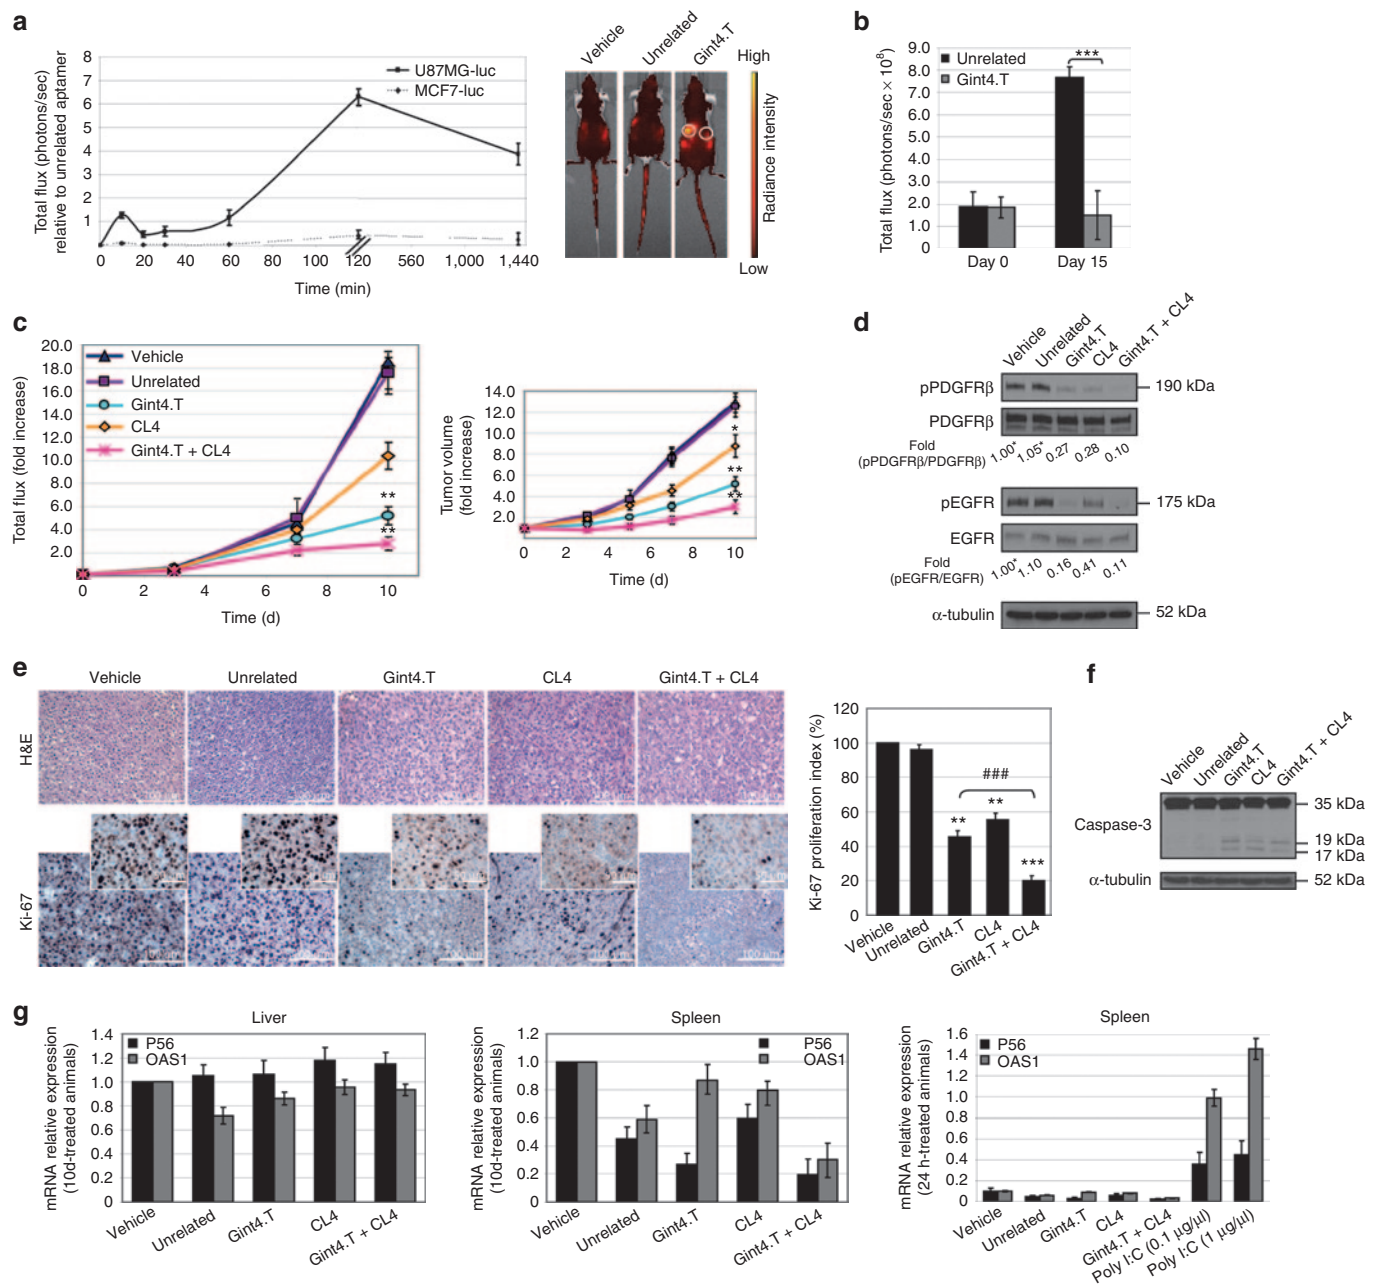 a
Total flux (photons/sec)
relative to unrelated aptamer
8
7
6
5
4
3
2
1
U87MG-luc
MCF7-luc
0 20 40 60 80 100 120 560 1,000 1,440
Time (min)
Vehicle
Unrelated
Gint4.T
High
Radiance intensity
Low
b
Total flux (photons/sec × 10⁸)
9.0
8.0
7.0
6.0
5.0
4.0
3.0
2.0
1.0
0
Unrelated
Gint4.T
***
Day 0 Day 15
c
Total flux (fold increase)
20.0
18.0
16.0
14.0
12.0
10.0
8.0
6.0
4.0
2.0
Vehicle
Unrelated
Gint4.T
CL4
Gint4.T + CL4
**
**
0 2 4 6 8 10
Time (d)
Tumor volume
(fold increase)
14.0
12.0
10.0
8.0
6.0
4.0
2.0
*
**
**
0 2 4 6 8 10
Time (d)
d
Vehicle
Unrelated
Gint4.T
CL4
Gint4.T + CL4
pPDGFRβ 190 kDa
PDGFRβ
Fold
(pPDGFRβ/PDGFRβ)
1.00* 1.05* 0.27 0.28 0.10
pEGFR 175 kDa
EGFR
Fold
(pEGFR/EGFR)
1.00* 1.10 0.16 0.41 0.11
α-tubulin 52 kDa
e
Vehicle Unrelated Gint4.T CL4 Gint4.T + CL4
H&E
Ki-67
Ki-67 proliferation index (%)
120
100
80
60
40
20
0
###
**
**
***
Vehicle
Unrelated
Gint4.T
CL4
Gint4.T + CL4
f
Vehicle
Unrelated
Gint4.T
CL4
Gint4.T + CL4
Caspase-3
35 kDa
19 kDa
17 kDa
α-tubulin 52 kDa
g
Liver
mRNA relative expression
(10d-treated animals)
1.4
1.2
1.0
0.8
0.6
0.4
0.2
0
P56
OAS1
Vehicle
Unrelated
Gint4.T
CL4
Gint4.T + CL4
Spleen
mRNA relative expression
(10d-treated animals)
1.2
1.0
0.8
0.6
0.4
0.2
0
P56
OAS1
Vehicle
Unrelated
Gint4.T
CL4
Gint4.T + CL4
Spleen
mRNA relative expression
(24 h-treated animals)
1.6
1.4
1.2
1.0
0.8
0.6
0.4
0.2
0
P56
OAS1
Vehicle
Unrelated
Gint4.T
CL4
Gint4.T + CL4
Poly I:C (0.1 µg/µl)
Poly I:C (1 µg/µl)